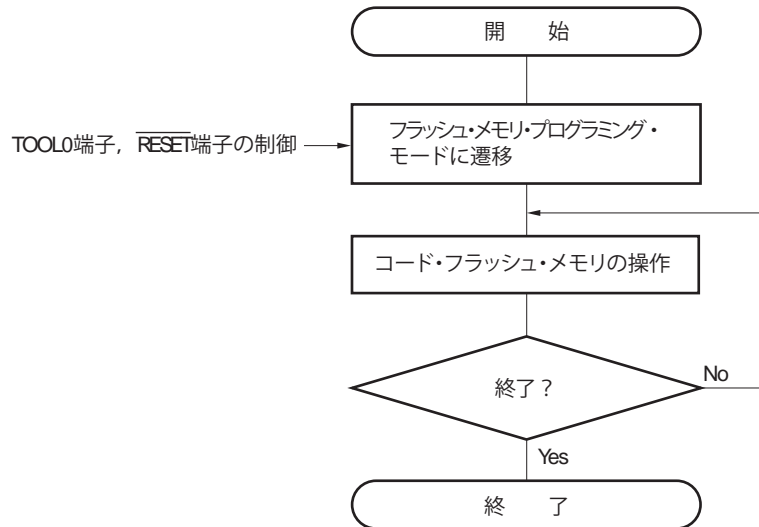 開 始
TOOL0端子，RESET端子の制御
フラッシュ・メモリ・プログラミング・
モードに遷移
コード・フラッシュ・メモリの操作
終了？
No
Yes
終 了